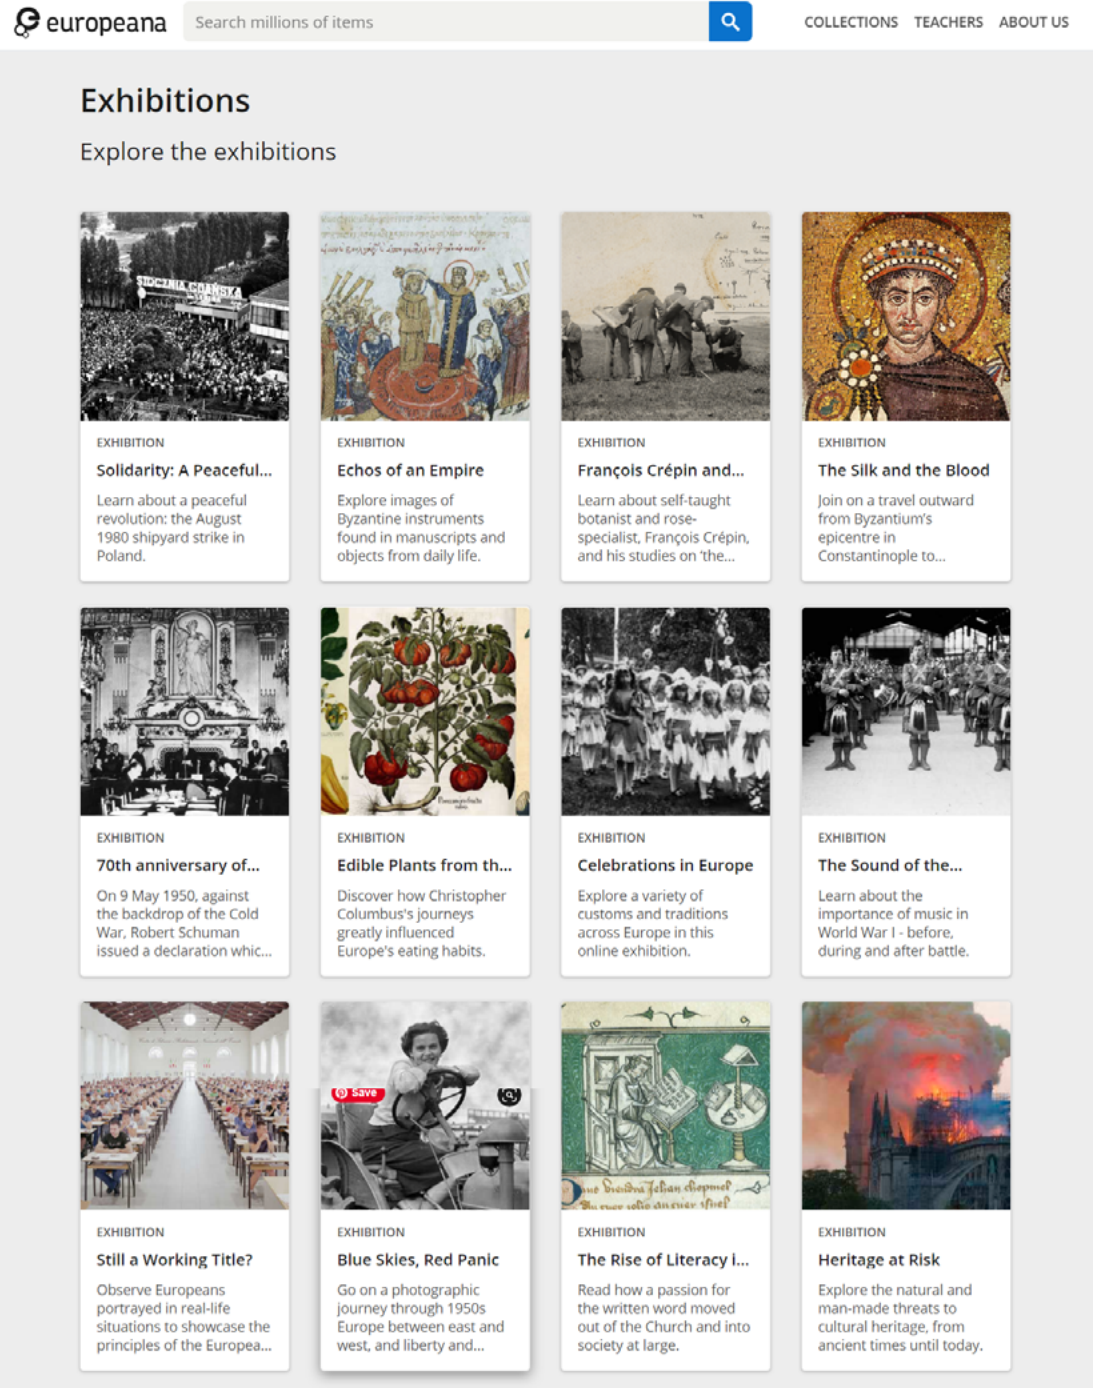 europeana
Search millions of items
COLLECTIONS TEACHERS ABOUT US
Exhibitions
Explore the exhibitions
STOCZNIA GDAŃSKA
EXHIBITION
Solidarity: A Peaceful...
Learn about a peaceful
revolution: the August
1980 shipyard strike in
Poland.
EXHIBITION
Echos of an Empire
Explore images of
Byzantine instruments
found in manuscripts and
objects from daily life.
EXHIBITION
François Crépin and...
Learn about self-taught
botanist and rose-
specialist, François Crépin,
and his studies on 'the...
EXHIBITION
The Silk and the Blood
Join on a travel outward
from Byzantium's
epicentre in
Constantinople to...
EXHIBITION
70th anniversary of...
On 9 May 1950, against
the backdrop of the Cold
War, Robert Schuman
issued a declaration whic...
EXHIBITION
Edible Plants from th...
Discover how Christopher
Columbus's journeys
greatly influenced
Europe's eating habits.
EXHIBITION
Celebrations in Europe
Explore a variety of
customs and traditions
across Europe in this
online exhibition.
EXHIBITION
The Sound of the...
Learn about the
importance of music in
World War I - before,
during and after battle.
Save
EXHIBITION
Still a Working Title?
Observe Europeans
portrayed in real-life
situations to showcase the
principles of the Europea...
EXHIBITION
Blue Skies, Red Panic
Go on a photographic
journey through 1950s
Europe between east and
west, and liberty and...
EXHIBITION
The Rise of Literacy i...
Read how a passion for
the written word moved
out of the Church and into
society at large.
EXHIBITION
Heritage at Risk
Explore the natural and
man-made threats to
cultural heritage, from
ancient times until today.